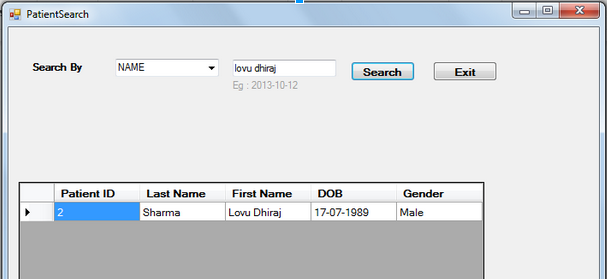 PatientSearch
Search By NAME lovu dhiraj Search Exit
Eg : 2013-10-12
Patient ID Last Name First Name DOB Gender
2 Sharma Lovu Dhiraj 17-07-1989 Male